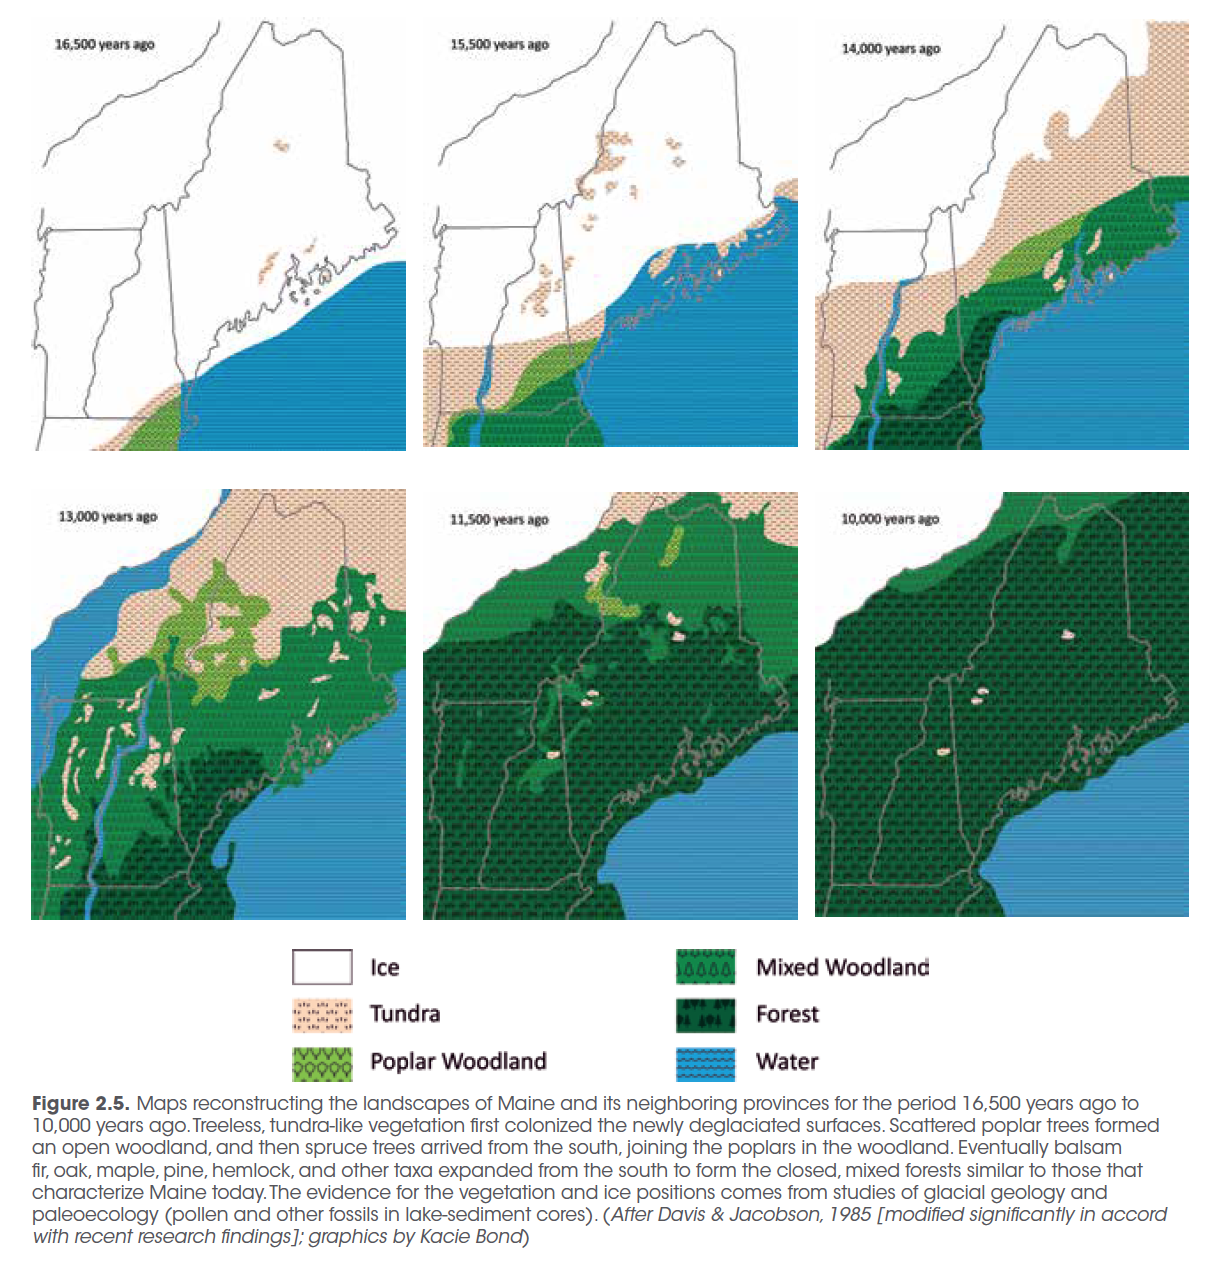 16,500 years ago
15,500 years ago
14,000 years ago
13,000 years ago
11,500 years ago
10,000 years ago
Ice
Mixed Woodland
Tundra
Forest
Poplar Woodland
Water
Figure 2.5. Maps reconstructing the landscapes of Maine and its neighboring provinces for the period 16,500 years ago to
10,000 years ago. Treeless, tundra-like vegetation first colonized the newly deglaciated surfaces. Scattered poplar trees formed
an open woodland, and then spruce trees arrived from the south, joining the poplars in the woodland. Eventually balsam
fir, oak, maple, pine, hemlock, and other taxa expanded from the south to form the closed, mixed forests similar to those that
characterize Maine today. The evidence for the vegetation and ice positions comes from studies of glacial geology and
paleoecology (pollen and other fossils in lake-sediment cores). (After Davis & Jacobson, 1985 [modified significantly in accord
with recent research findings]; graphics by Kacie Bond)